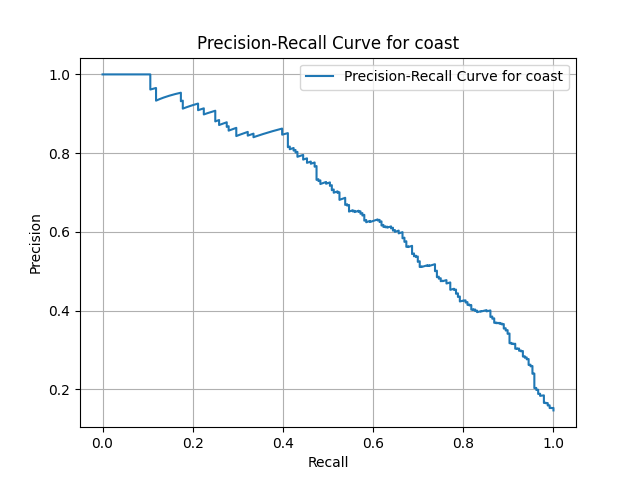 Precision-Recall Curve for coast
Precision-Recall Curve for coast
1.0
0.8
0.6
0.4
0.2
Precision
0.0 0.2 0.4 0.6 0.8 1.0
Recall